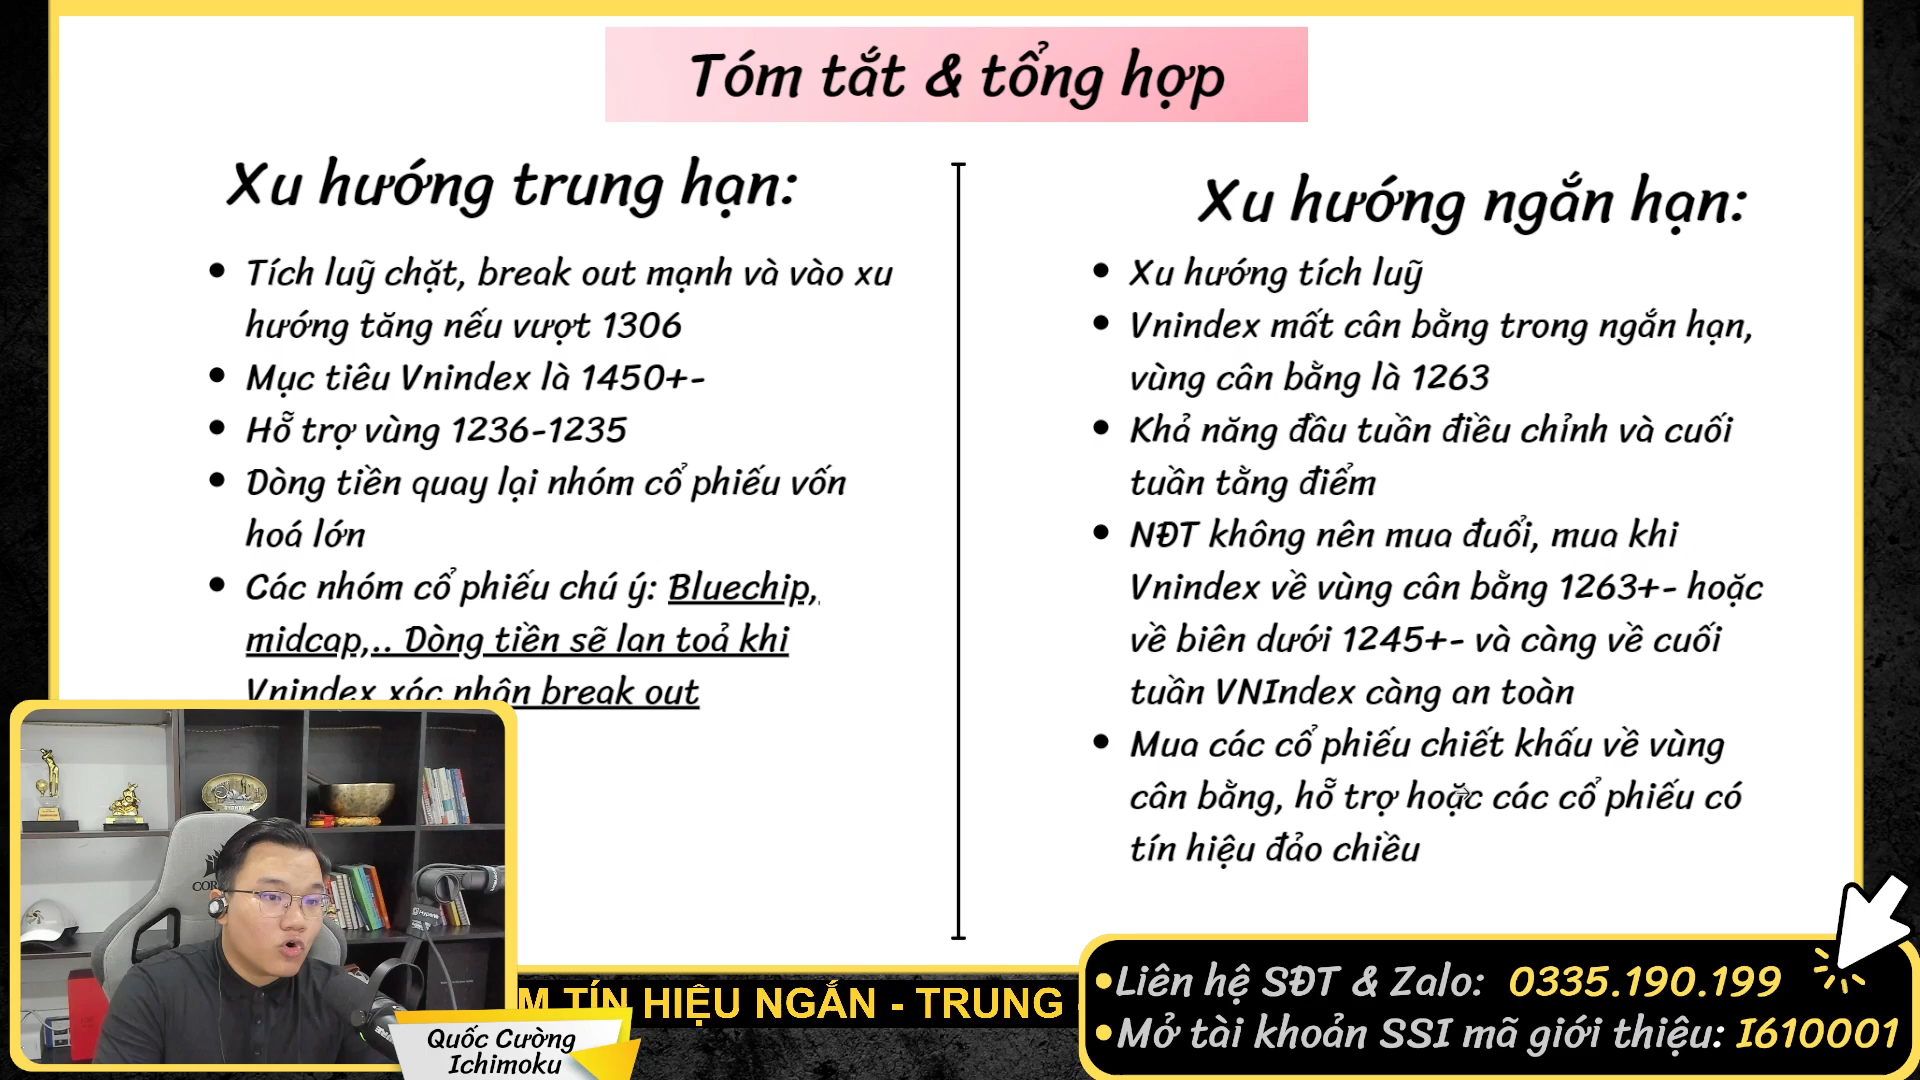 Tóm tắt & tổng hợp
Xu hướng trung hạn:
Tích luỹ chặt, break out mạnh và vào xu
hướng tăng nếu vượt 1306
Mục tiêu Vnindex là 1450+-
Hỗ trợ vùng 1236-1235
Dòng tiền quay lại nhóm cổ phiếu vốn
hoá lớn
Các nhóm cổ phiếu chú ý: Bluechip,
midcap,.. Dòng tiền sẽ lan toả khi
Vnindex xác nhận break out
Xu hướng ngắn hạn:
Xu hướng tích luỹ
Vnindex mất cân bằng trong ngắn hạn,
vùng cân bằng là 1263
Khả năng đầu tuần điều chỉnh và cuối
tuần tằng điểm
NĐT không nên mua đuổi, mua khi
Vnindex về vùng cân bằng 1263+- hoặc
về biên dưới 1245+- và càng về cuối
tuần VNIndex càng an toàn
Mua các cổ phiếu chiết khấu về vùng
cân bằng, hỗ trợ hoặc các cổ phiếu có
tín hiệu đảo chiều
M TÍN HIỆU NGẮN - TRUNG -
Quốc Cường
Ichimoku
•Liên hệ SĐT & Zalo: 0335.190.199
•Mở tài khoản SSI mã giới thiệu: I610001